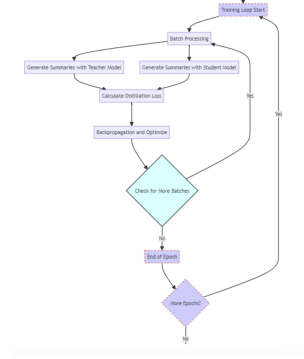 Training Loop Start
Batch Processing
Generate Summaries with Teacher Model
Generate Summaries with Student Model
Yes
Yes
Calculate Distillation Loss
Backpropagation and Optimize
Check for More Batches
No
End of Epoch
More Epochs?
No